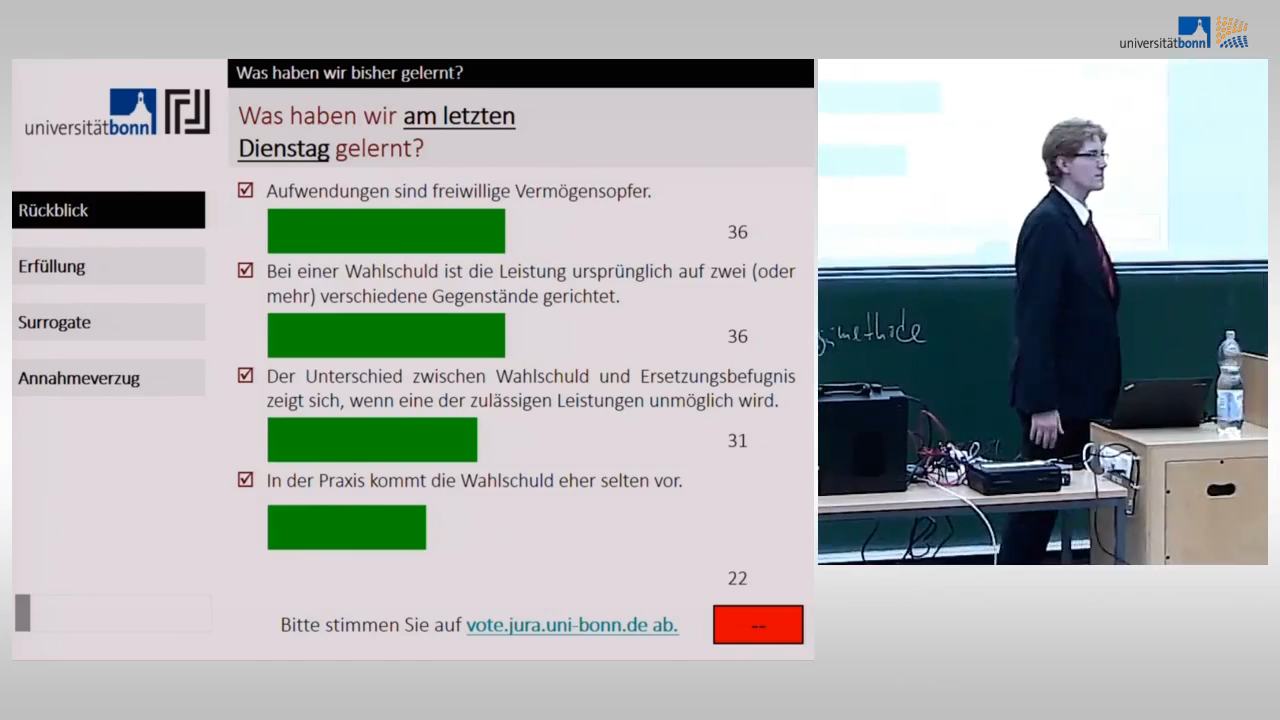 universitätbonn
Was haben wir bisher gelernt?
universitätbonn
Was haben wir am letzten
Dienstag gelernt?
Rückblick
Erfüllung
Surrogate
Annahmeverzug
Aufwendungen sind freiwillige Vermögensopfer.
36
Bei einer Wahlschuld ist die Leistung ursprünglich auf zwei (oder
mehr) verschiedene Gegenstände gerichtet.
36
Der Unterschied zwischen Wahlschuld und Ersetzungsbefugnis
zeigt sich, wenn eine der zulässigen Leistungen unmöglich wird.
31
In der Praxis kommt die Wahlschuld eher selten vor.
22
Bitte stimmen Sie auf vote.jura.uni-bonn.de ab.
--